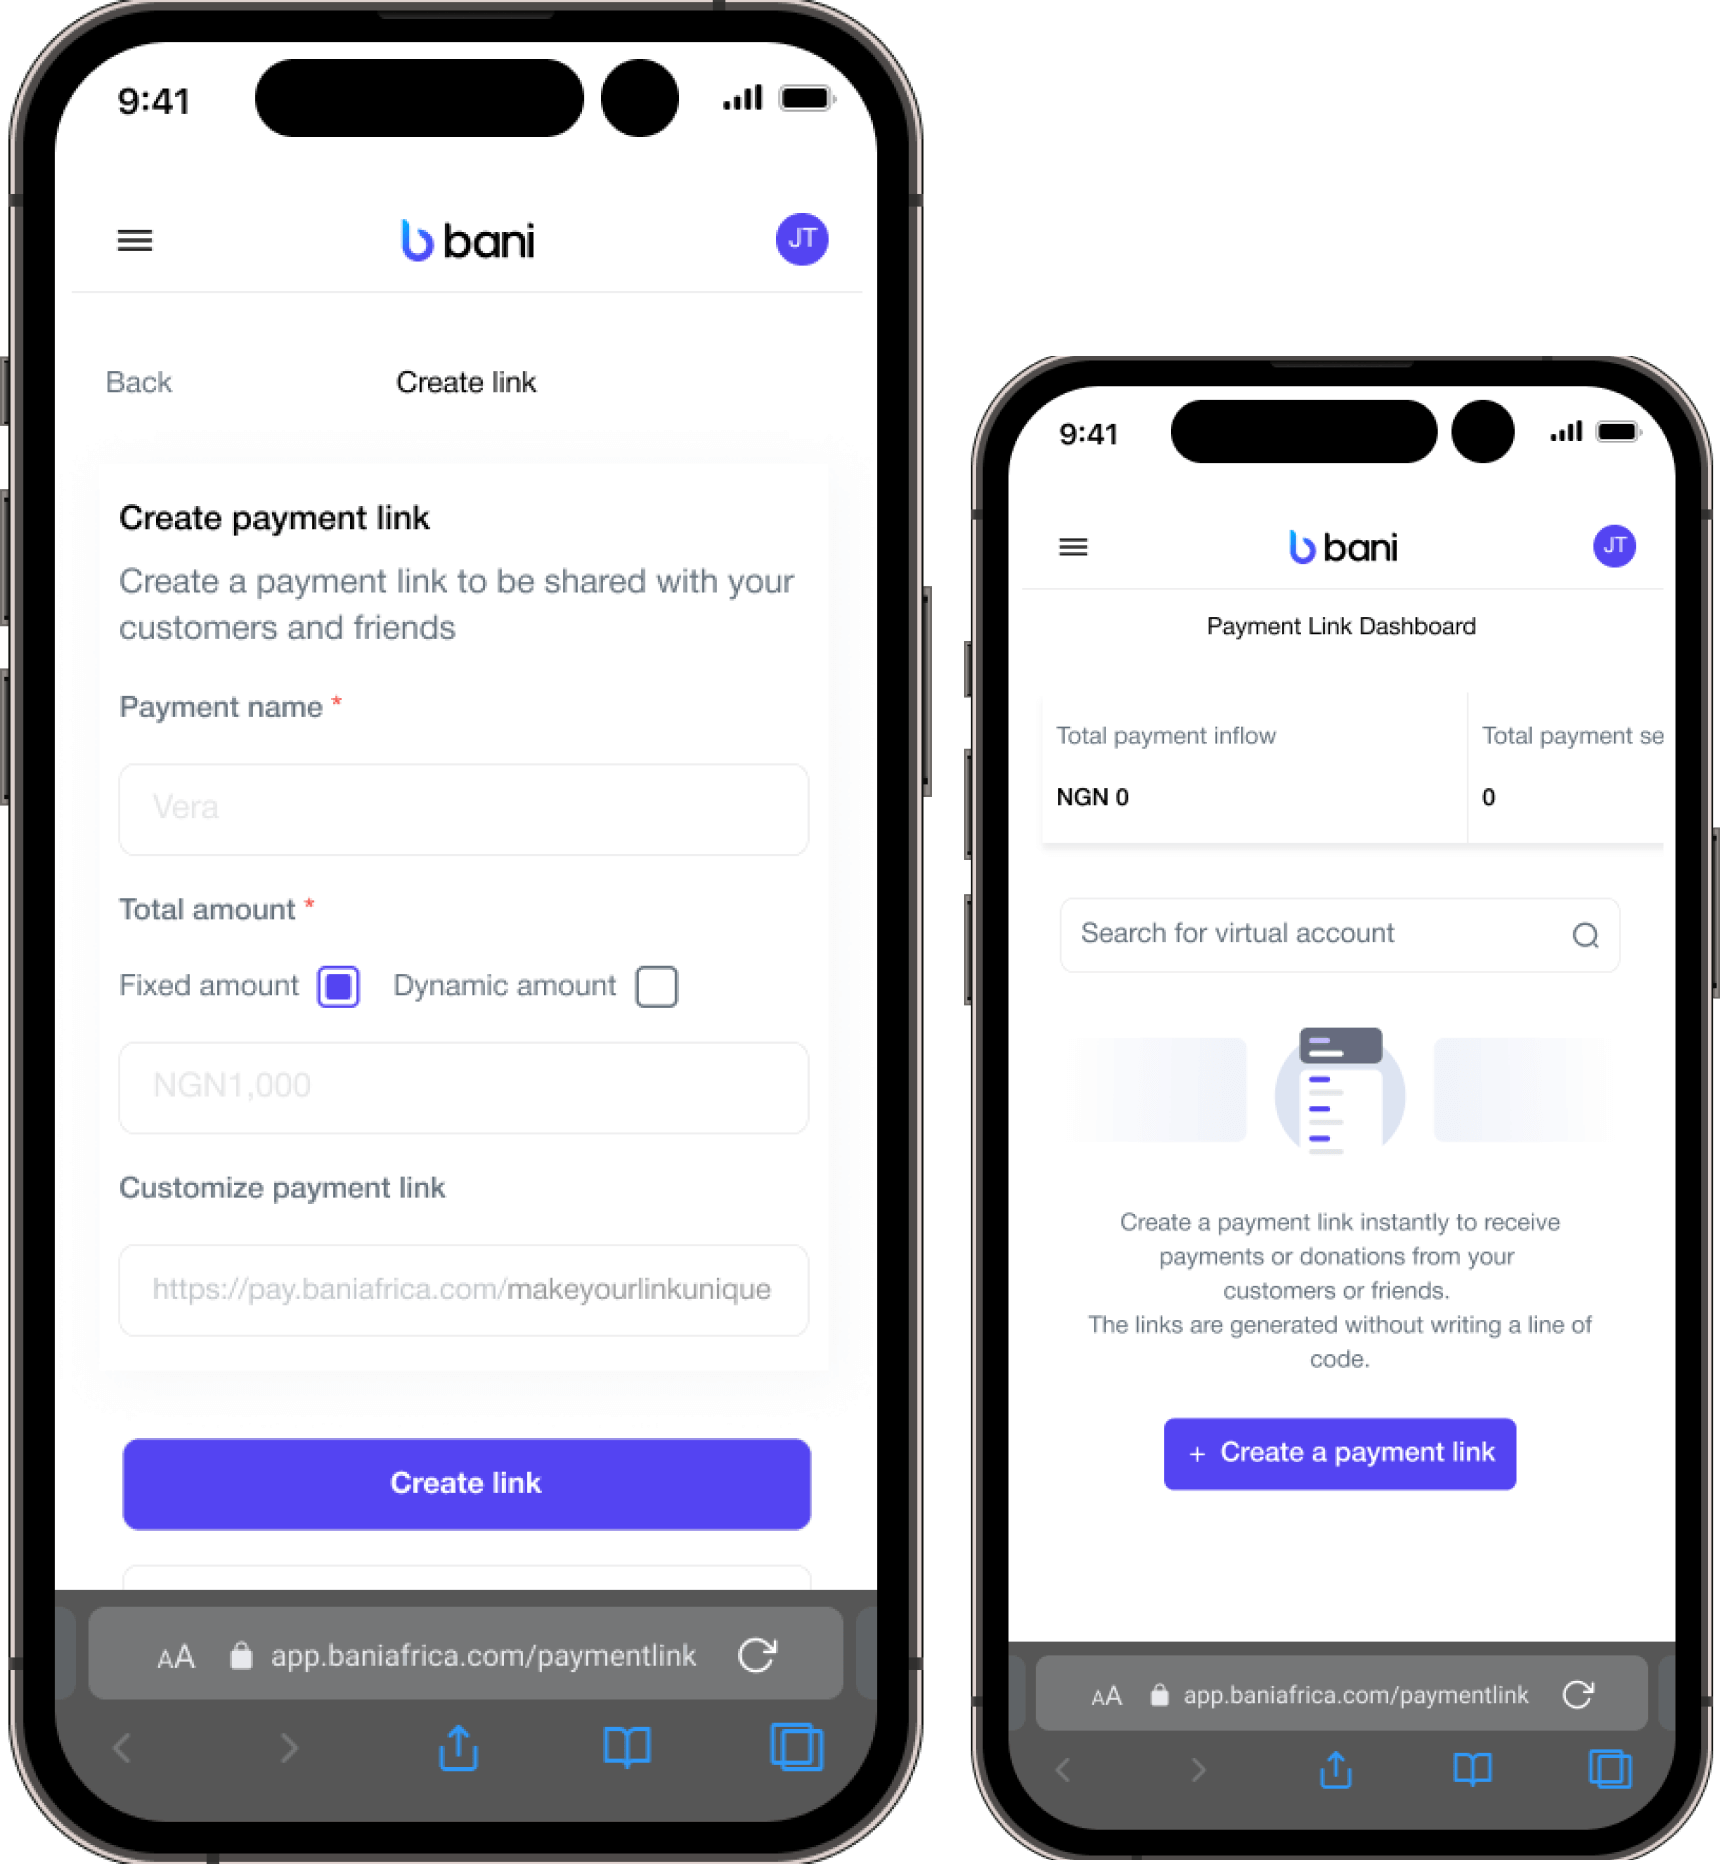 9:41
bani
JT
Back
Create link
Create payment link
Create a payment link to be shared with your
customers and friends
Payment name *
Vera
Total amount *
Fixed amount
Dynamic amount
NGN1,000
Customize payment link
https://pay.baniafrica.com/makeyourlinkunique
Create link
AA
app.baniafrica.com/paymentlink
9:41
bani
JT
Payment Link Dashboard
Total payment inflow
Total payment se
NGN 0
0
Search for virtual account
Create a payment link instantly to receive
payments or donations from your
customers or friends.
The links are generated without writing a line of
code.
+ Create a payment link
AA
app.baniafrica.com/paymentlink